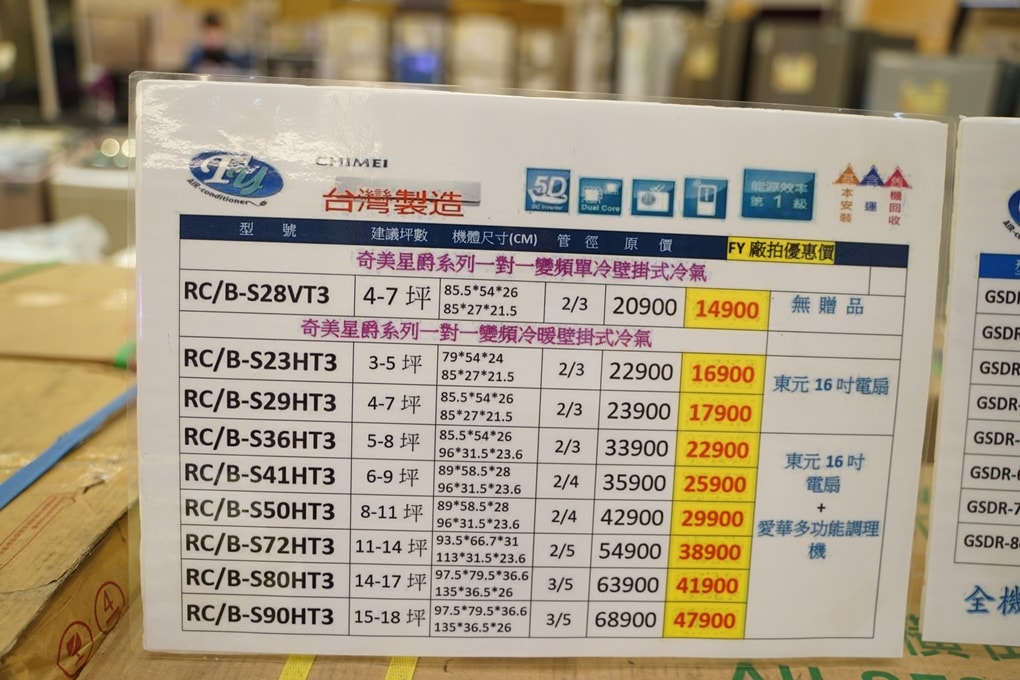 FY
AIR-conditioner
CHIMEI
台灣製造
5D
DC Inverter
Dual Core
能源效率
第1級
含 含 含
基本安裝
運
舊機回收
型 號 建議坪數 機體尺寸(CM) 管 徑 原 價 FY 廠拍優惠價
奇美星爵系列一對一變頻單冷壁掛式冷氣
RC/B-S28VT3 4-7 坪 85.5*54*26 85*27*21.5 2/3 20900 14900 無 贈 品
奇美星爵系列一對一變頻冷暖壁掛式冷氣
RC/B-S23HT3 3-5 坪 79*54*24 85*27*21.5 2/3 22900 16900
東元 16 吋電扇
RC/B-S29HT3 4-7 坪 85.5*54*26 85*27*21.5 2/3 23900 17900
RC/B-S36HT3 5-8 坪 85.5*54*26 96*31.5*23.6 2/3 33900 22900
RC/B-S41HT3 6-9 坪 89*58.5*28 96*31.5*23.6 2/4 35900 25900
RC/B-S50HT3 8-11 坪 89*58.5*28 96*31.5*23.6 2/4 42900 29900
RC/B-S72HT3 11-14 坪 93.5*66.7*31 113*31.5*23.6 2/5 54900 38900
RC/B-S80HT3 14-17 坪 97.5*79.5*36.6 135*36.5*26 3/5 63900 41900
RC/B-S90HT3 15-18 坪 97.5*79.5*36.6 135*36.5*26 3/5 68900 47900
東元 16 吋
電扇
+
愛華多功能調理
機
GSDR-4
GSDR-6
GSDR-7
GSDR-8
全機
4